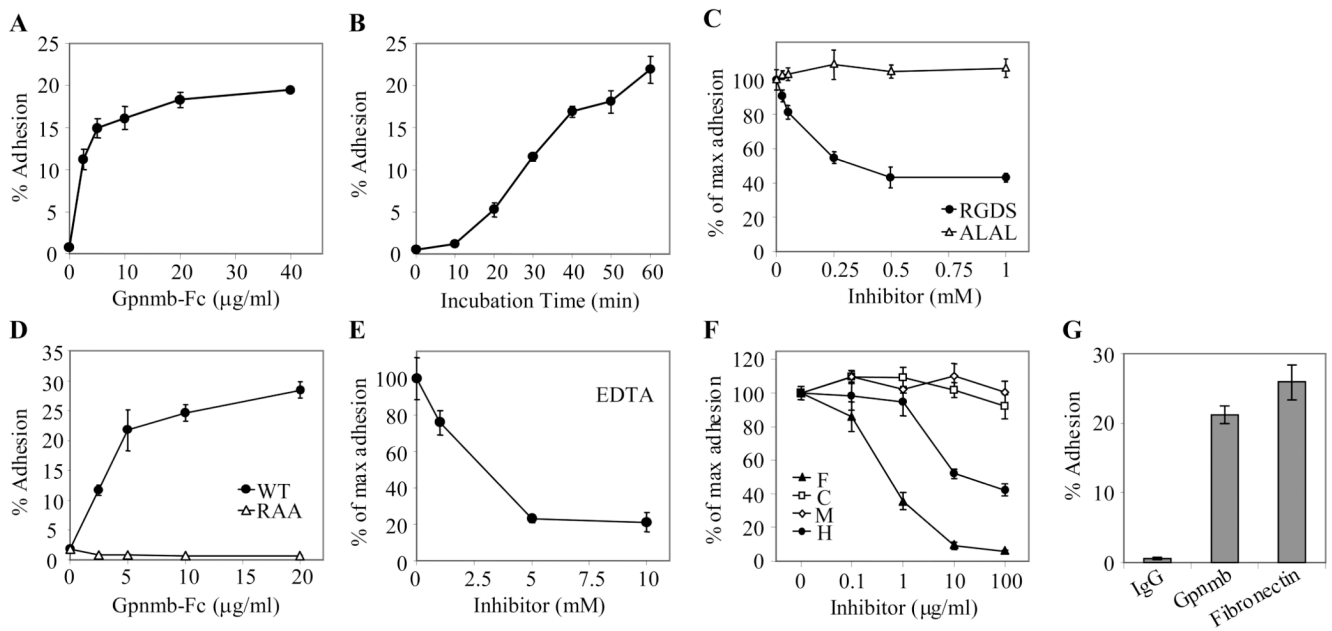 A
25
20
15
10
5
0
% Adhesion
0 10 20 30 40
Gpnmb-Fc (μg/ml)
B
25
20
15
10
5
0
% Adhesion
0 10 20 30 40 50 60
Incubation Time (min)
C
100
80
60
40
20
0
% of max adhesion
RGDS
ALAL
0 0.25 0.5 0.75 1
Inhibitor (mM)
D
35
30
25
20
15
10
5
0
% Adhesion
WT
RAA
0 5 10 15 20
Gpnmb-Fc (μg/ml)
E
100
80
60
40
20
0
% of max adhesion
EDTA
0 5 10
Inhibitor (mM)
F
120
100
80
60
40
20
0
% of max adhesion
F
C
M
H
0 0.1 1 10 100
Inhibitor (μg/ml)
G
30
20
10
0
% Adhesion
IgG
Gpnmb
Fibronectin